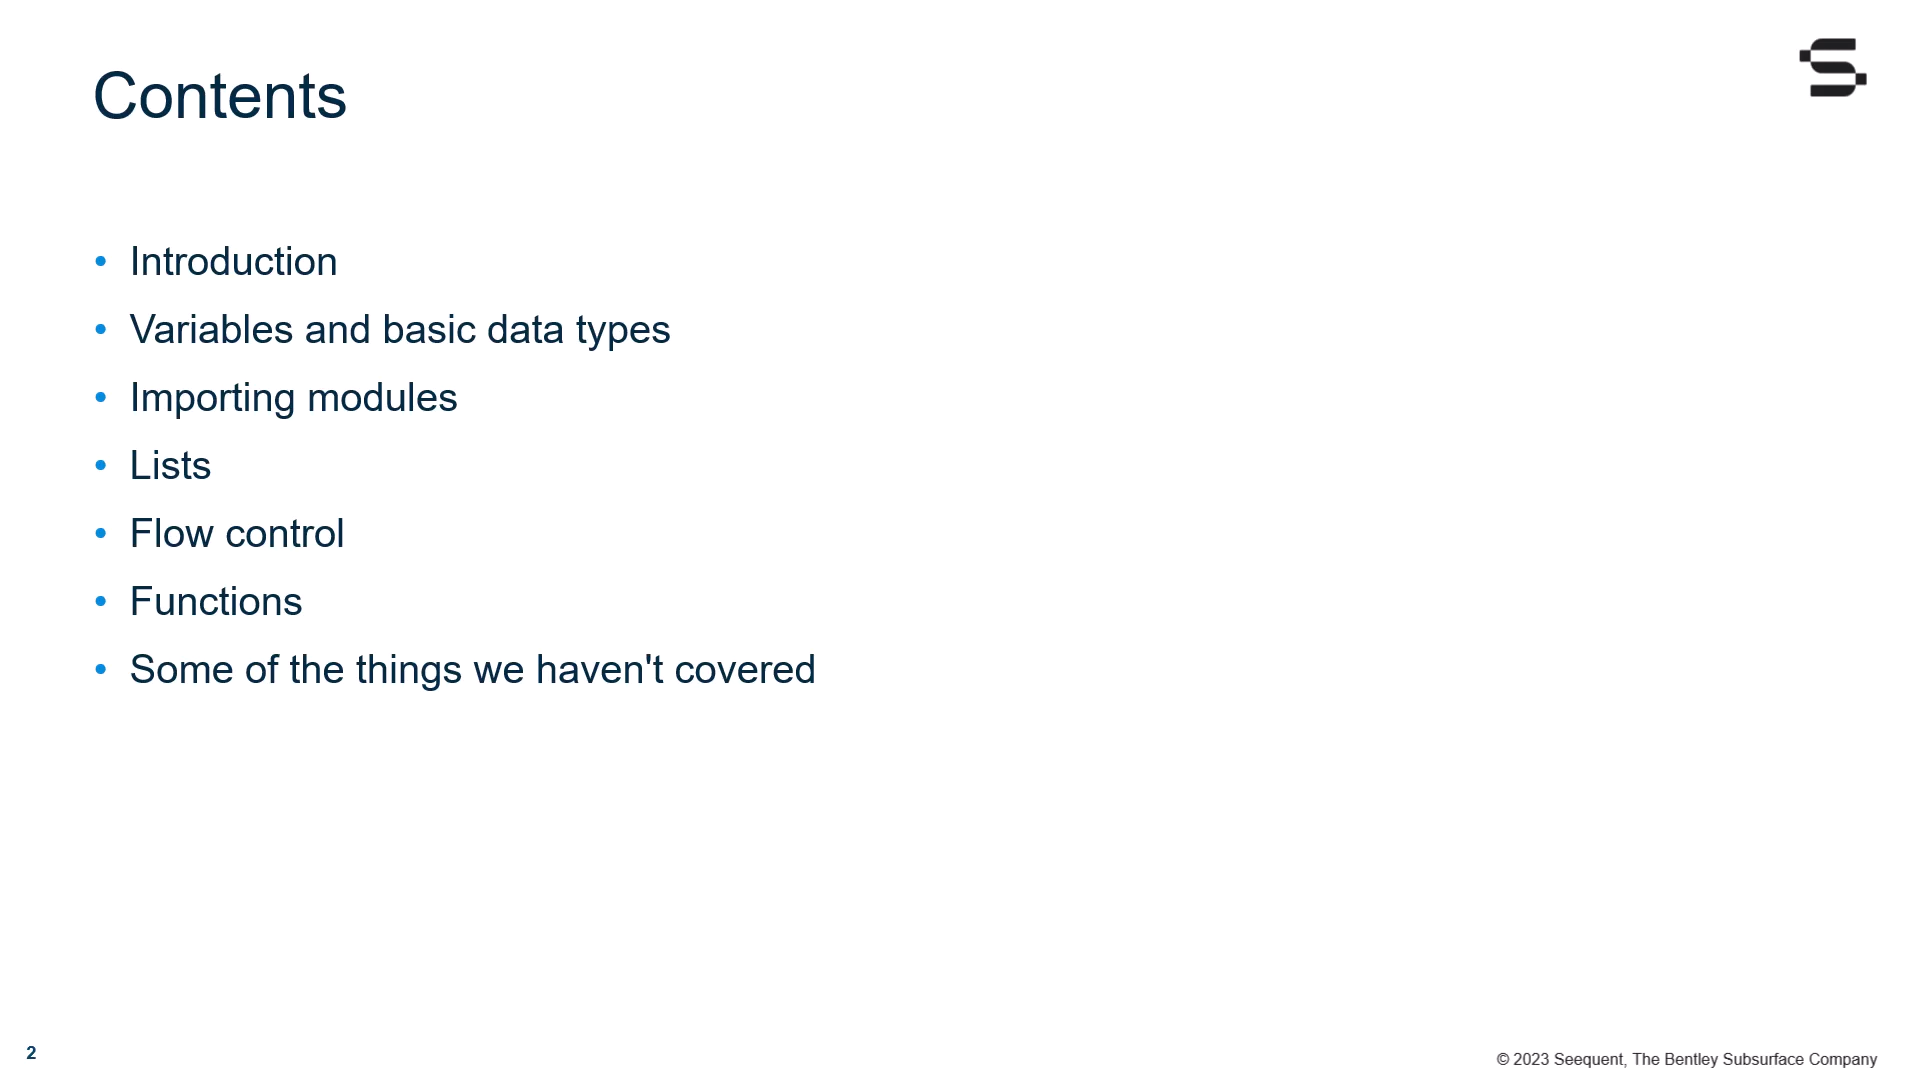 Contents
• Introduction
• Variables and basic data types
• Importing modules
• Lists
• Flow control
• Functions
• Some of the things we haven't covered
2
© 2023 Seequent, The Bentley Subsurface Company